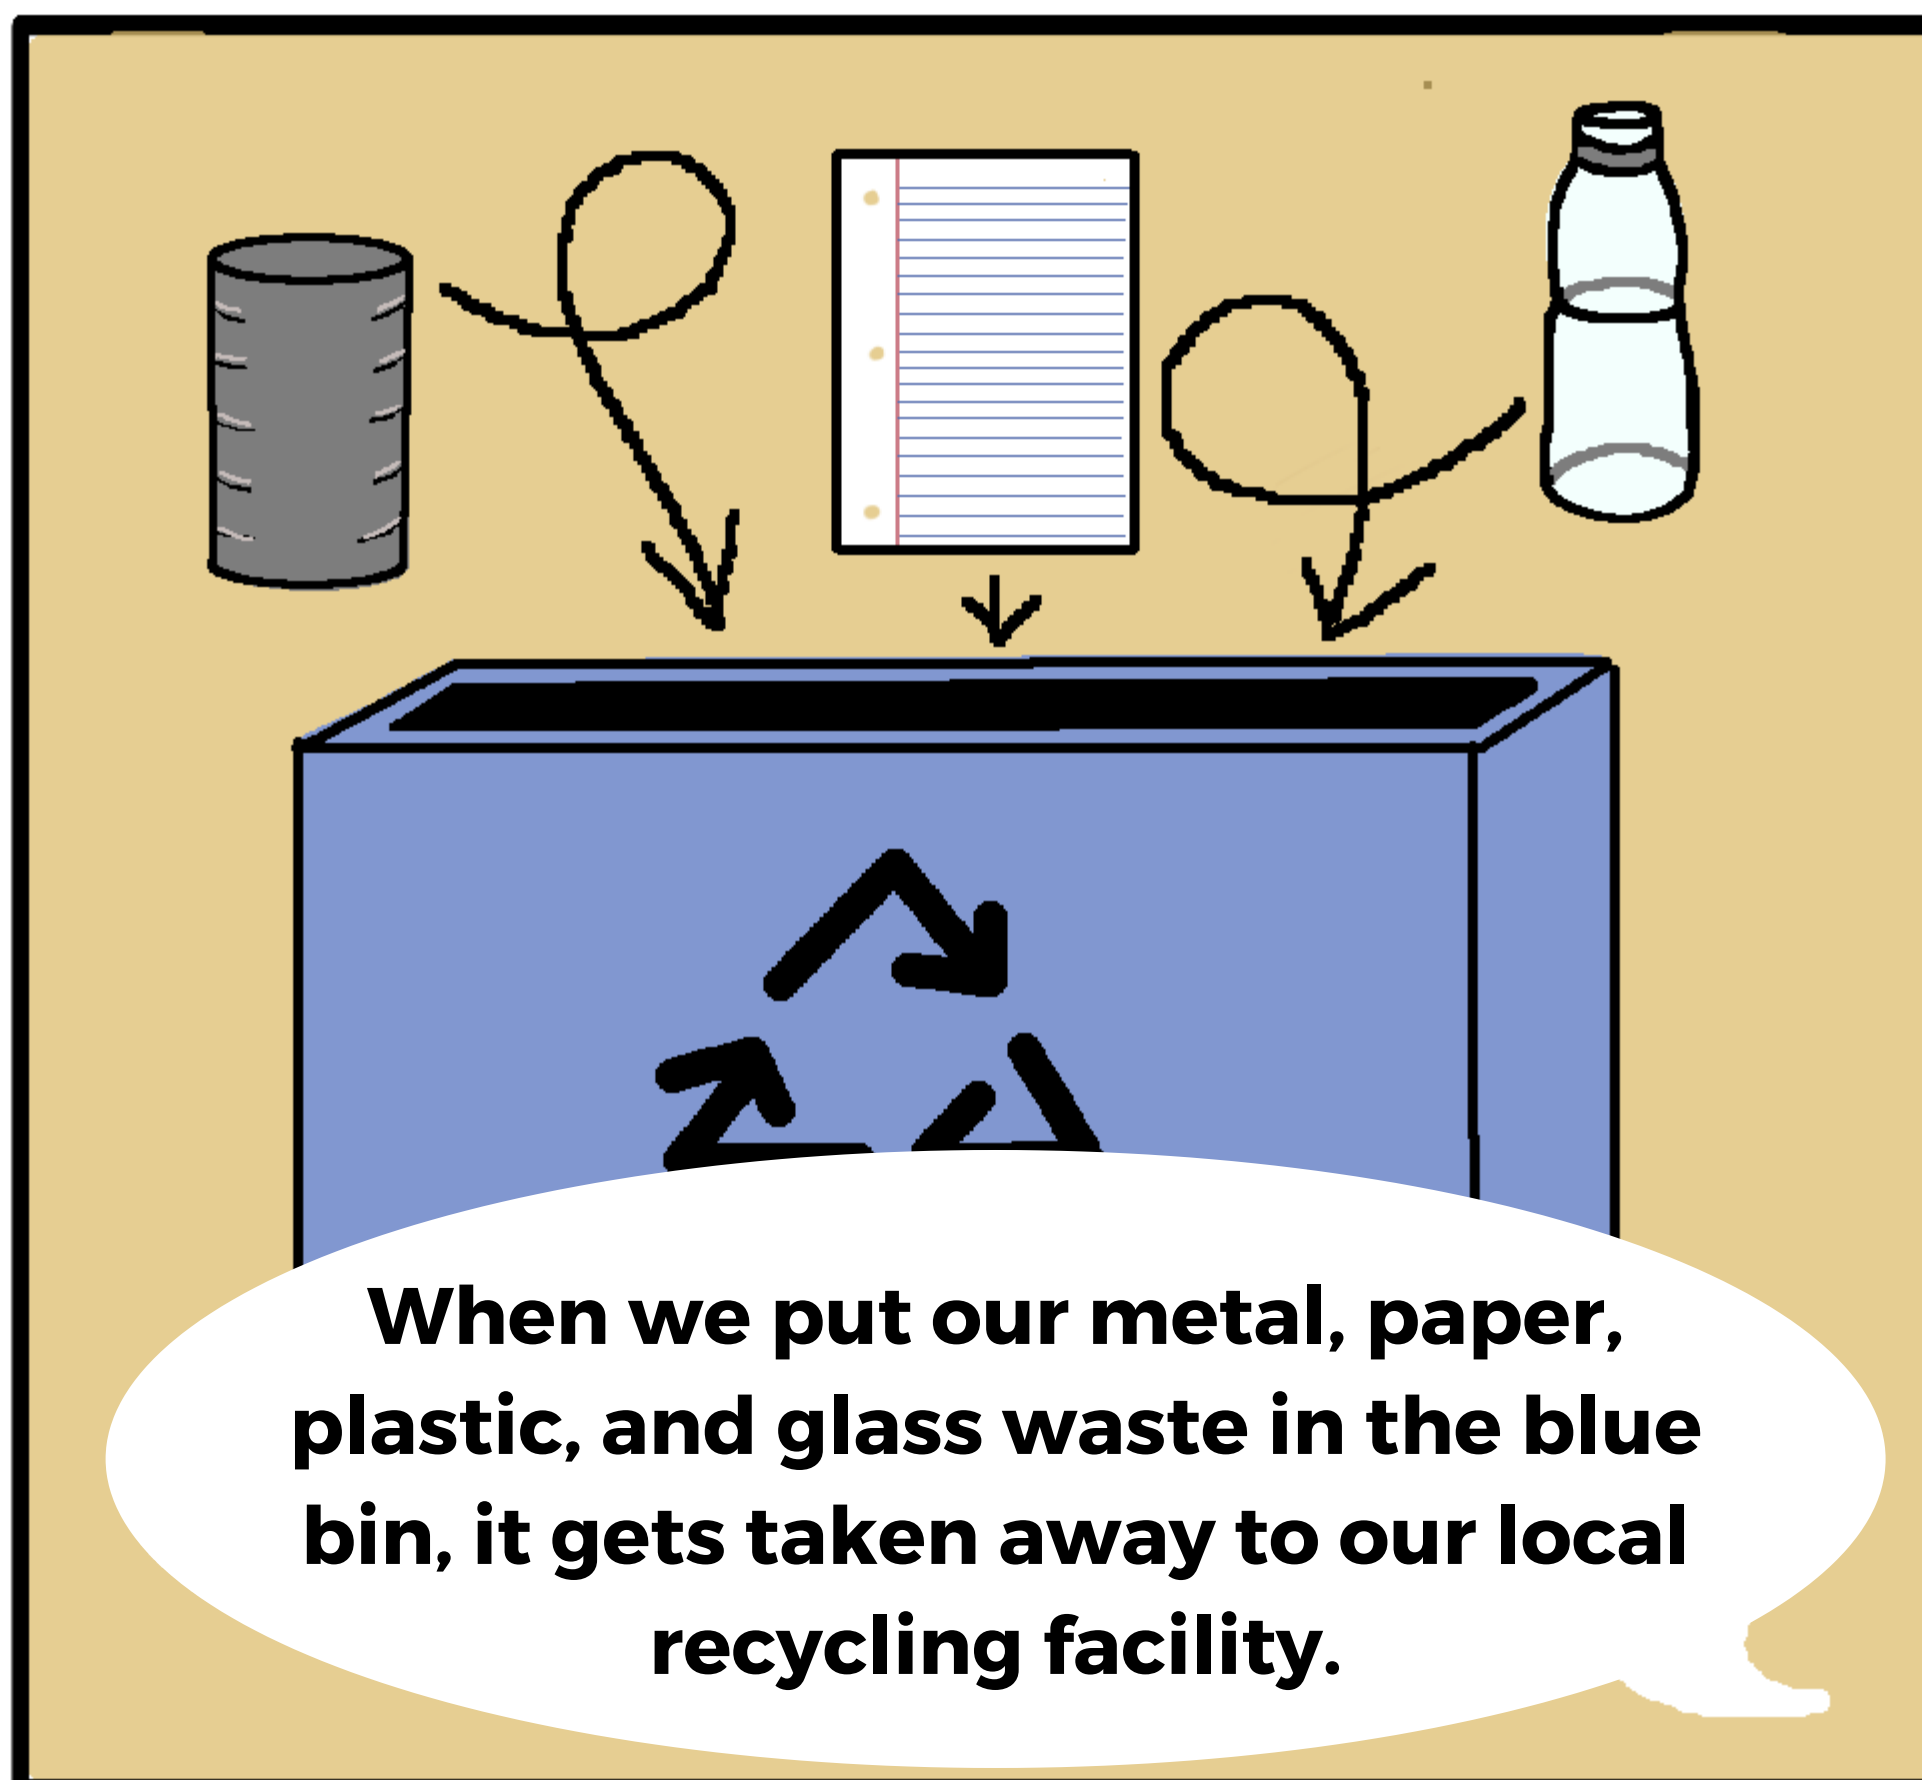 When we put our metal, paper,
plastic, and glass waste in the blue
bin, it gets taken away to our local
recycling facility.